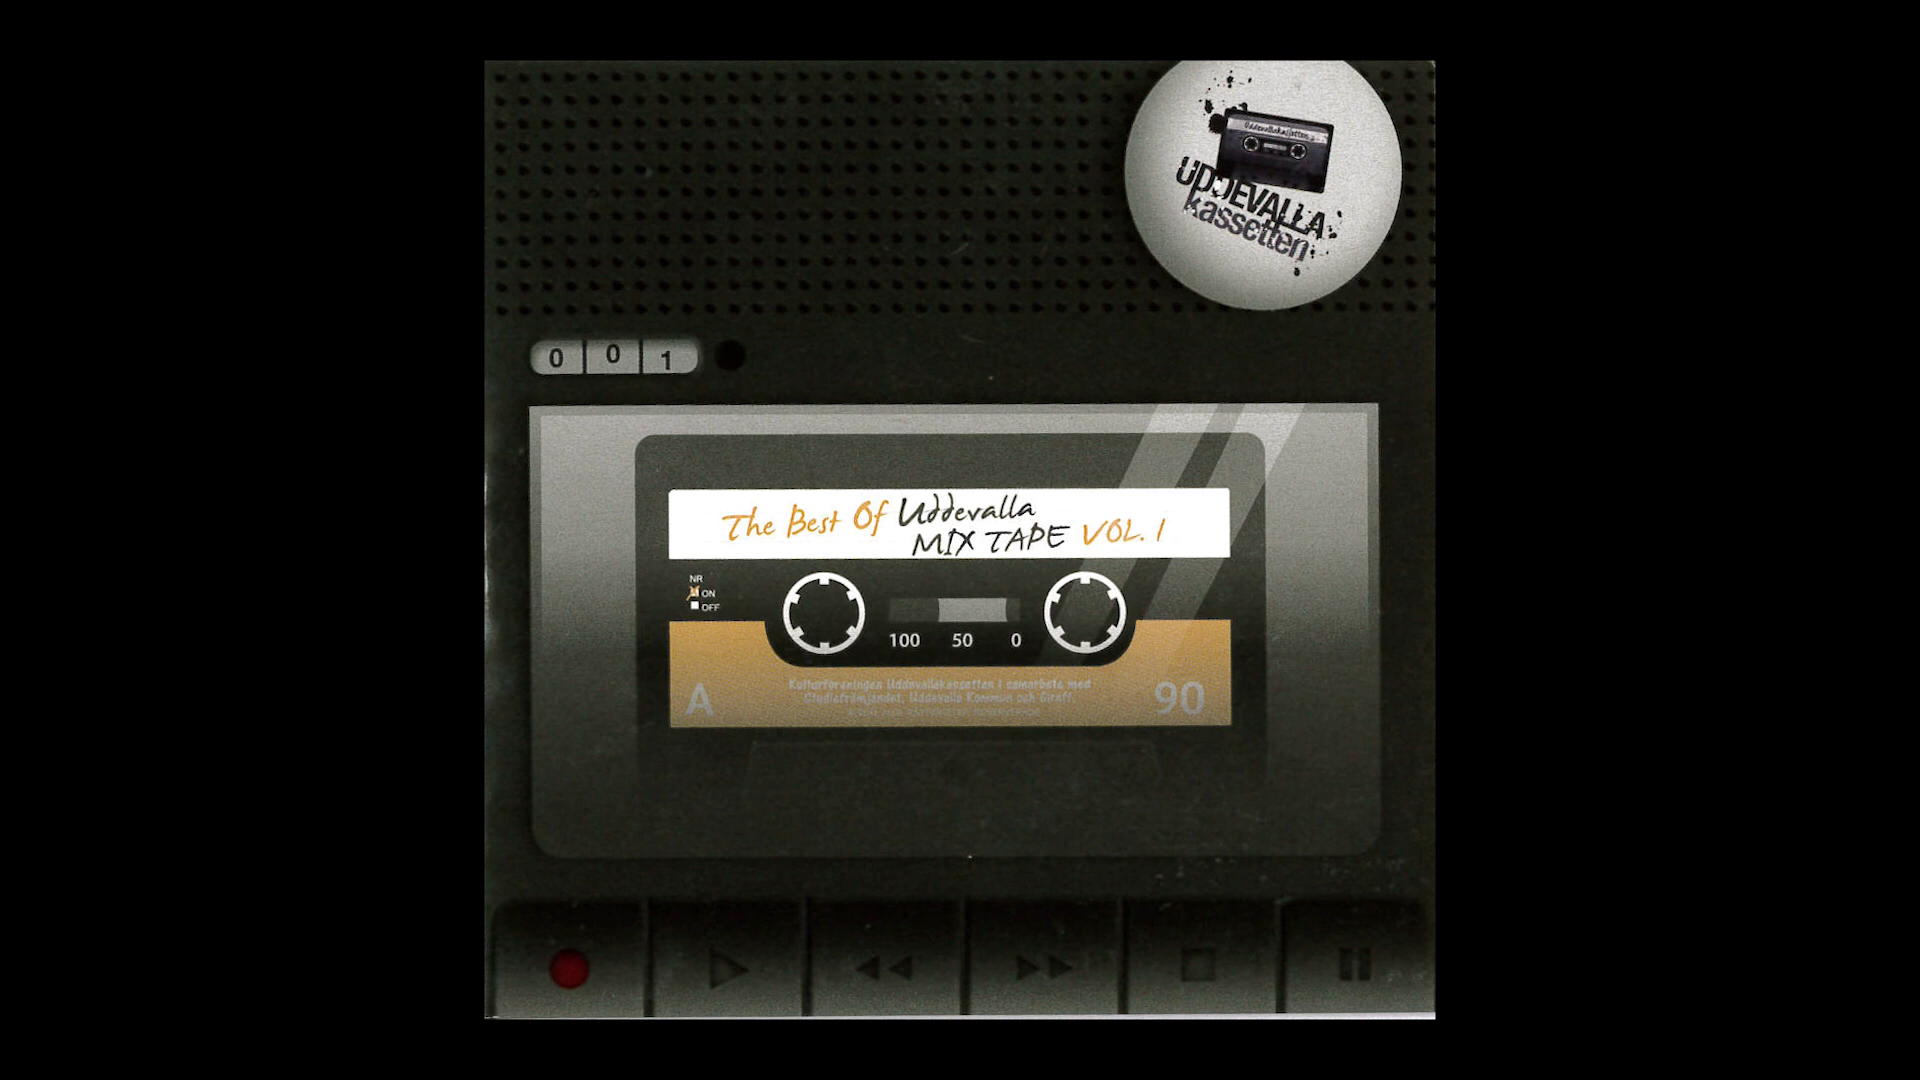 Uddevallakassetten
UDDEVALLA
kassetten
0 0 1
The Best Of Uddevalla
MIX TAPE VOL. 1
NR
ON
OFF
100 50 0
A
90
Kulturföreningen Uddevallakassetten i samarbete med
Studiefrämjandet, Uddevalla Kommun och Giraff.